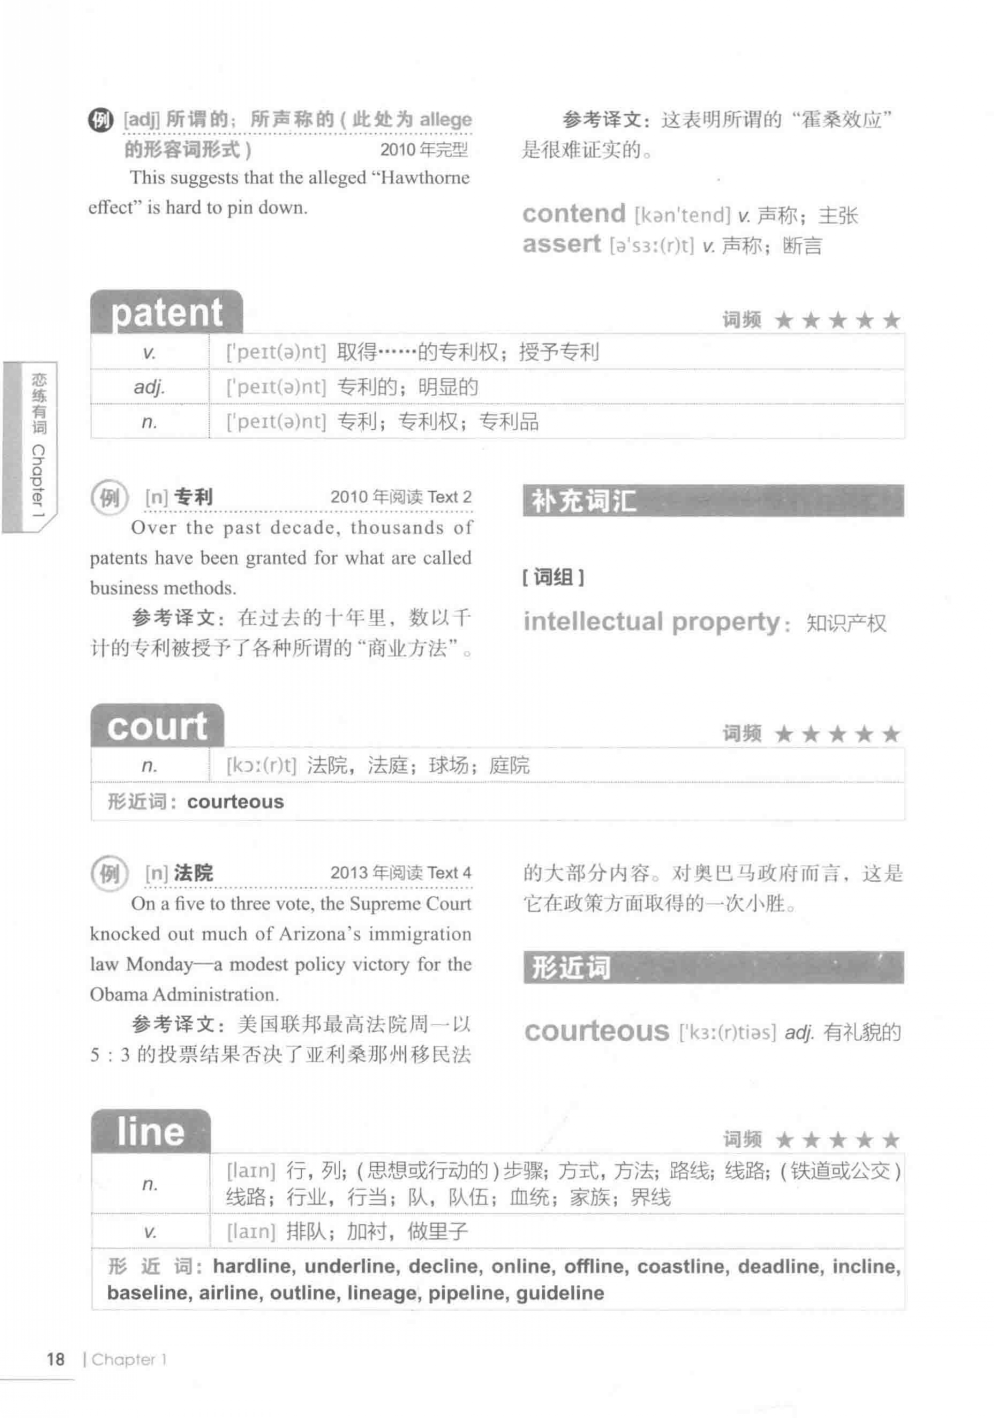 例 [adj] 所谓的；所声称的（此处为 allege
的形容词形式） 2010 年完型
This suggests that the alleged “Hawthorne
effect” is hard to pin down.
参考译文：这表明所谓的 “霍桑效应”
是很难证实的。
contend [kən'tend] v. 声称；主张
assert [ə'sɜ:(r)t] v. 声称；断言
patent
词频 ★★★★★
v. ['peɪt(ə)nt] 取得……的专利权；授予专利
adj. ['peɪt(ə)nt] 专利的；明显的
n. ['peɪt(ə)nt] 专利；专利权；专利品
恋练有词 Chapter 1
例 [n] 专利 2010 年阅读 Text 2
Over the past decade, thousands of
patents have been granted for what are called
business methods.
参考译文：在过去的十年里，数以千
计的专利被授予了各种所谓的 “商业方法”。
补充词汇
[ 词组 ]
intellectual property：知识产权
court
词频 ★★★★★
n. [kɔ:(r)t] 法院，法庭；球场；庭院
形近词：courteous
例 [n] 法院 2013 年阅读 Text 4
On a five to three vote, the Supreme Court
knocked out much of Arizona’s immigration
law Monday—a modest policy victory for the
Obama Administration.
参考译文：美国联邦最高法院周一以
5 : 3 的投票结果否决了亚利桑那州移民法
的大部分内容。对奥巴马政府而言，这是
它在政策方面取得的一次小胜。
形近词
courteous ['kɜ:(r)tiəs] adj. 有礼貌的
line
词频 ★★★★★
n. [laɪn] 行，列；（思想或行动的）步骤；方式，方法；路线；线路；（铁道或公交）
线路；行业，行当；队，队伍；血统；家族；界线
v. [laɪn] 排队；加衬，做里子
形近词：hardline, underline, decline, online, offline, coastline, deadline, incline,
baseline, airline, outline, lineage, pipeline, guideline
18 | Chapter 1